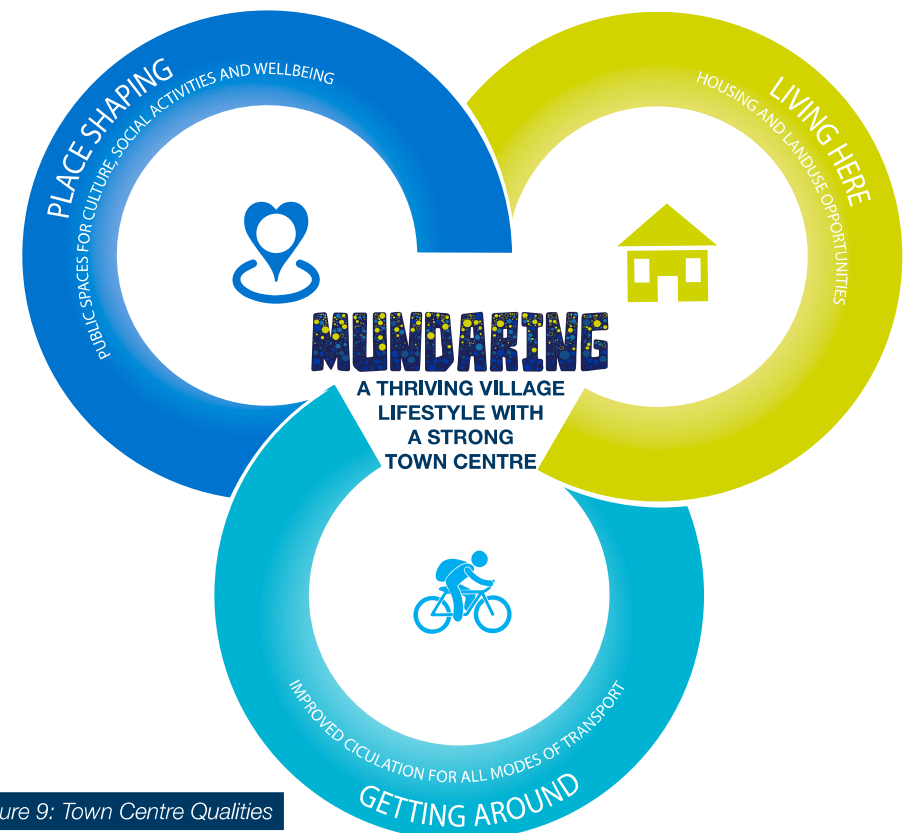 PLACE SHAPING
PUBLIC SPACES FOR CULTURE, SOCIAL ACTIVITIES AND WELLBEING
LIVING HERE
HOUSING AND LANDUSE OPPORTUNITIES
MUNDARING
A THRIVING VILLAGE
LIFESTYLE WITH
A STRONG
TOWN CENTRE
IMPROVED CICULATION FOR ALL MODES OF TRANSPORT
GETTING AROUND
ure 9: Town Centre Qualities